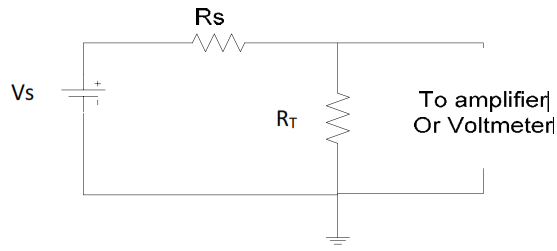 Rs
+
Vs
-
To amplifier
Or Voltmeter
RT